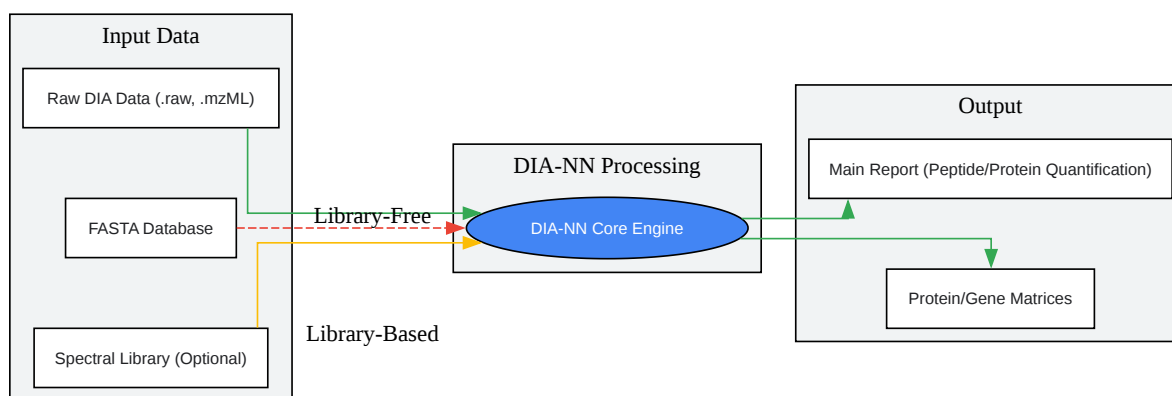 Input Data
Raw DIA Data (.raw, .mzML)
FASTA Database
Spectral Library (Optional)
Library-Free
Library-Based
DIA-NN Processing
DIA-NN Core Engine
Output
Main Report (Peptide/Protein Quantification)
Protein/Gene Matrices